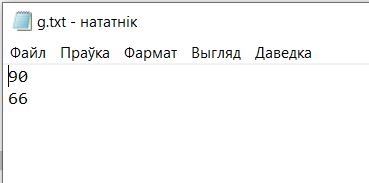 g.txt - нататнік
Файл Праўка Фармат Выгляд Даведка
90
66